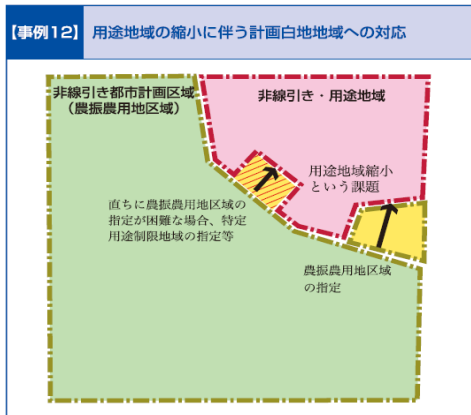 【事例12】 用途地域の縮小に伴う計画白地地域への対応
非線引き都市計画区域
（農振農用地区域）
非線引き・用途地域
用途地域縮小
という課題
直ちに農振農用地区域の
指定が困難な場合、特定
用途制限地域の指定等
農振農用地区域
の指定